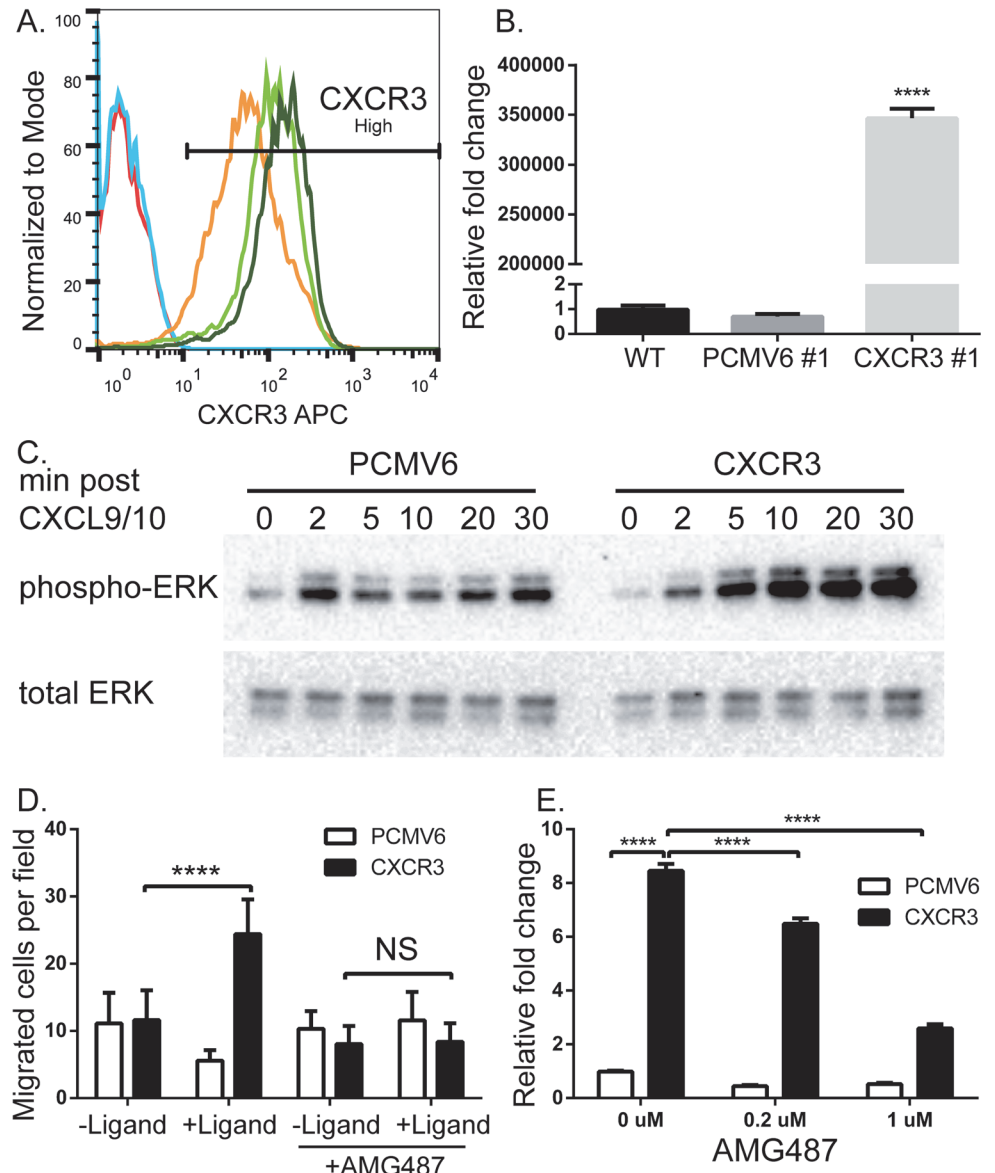 A.
100
80
60
40
20
0
Normalized to Mode
CXCR3
High
10^0 10^1 10^2 10^3 10^4
CXCR3 APC
B.
Relative fold change
400000
350000
300000
250000
200000
2
1
0
****
WT PCMV6 #1 CXCR3 #1
C.
min post
CXCL9/10
PCMV6 CXCR3
0 2 5 10 20 30 0 2 5 10 20 30
phospho-ERK
total ERK
D.
Migrated cells per field
40
30
20
10
0
PCMV6
CXCR3
****
NS
-Ligand +Ligand -Ligand +Ligand
+AMG487
E.
Relative fold change
10
8
6
4
2
0
****
**** ****
PCMV6
CXCR3
0 uM 0.2 uM 1 uM
AMG487